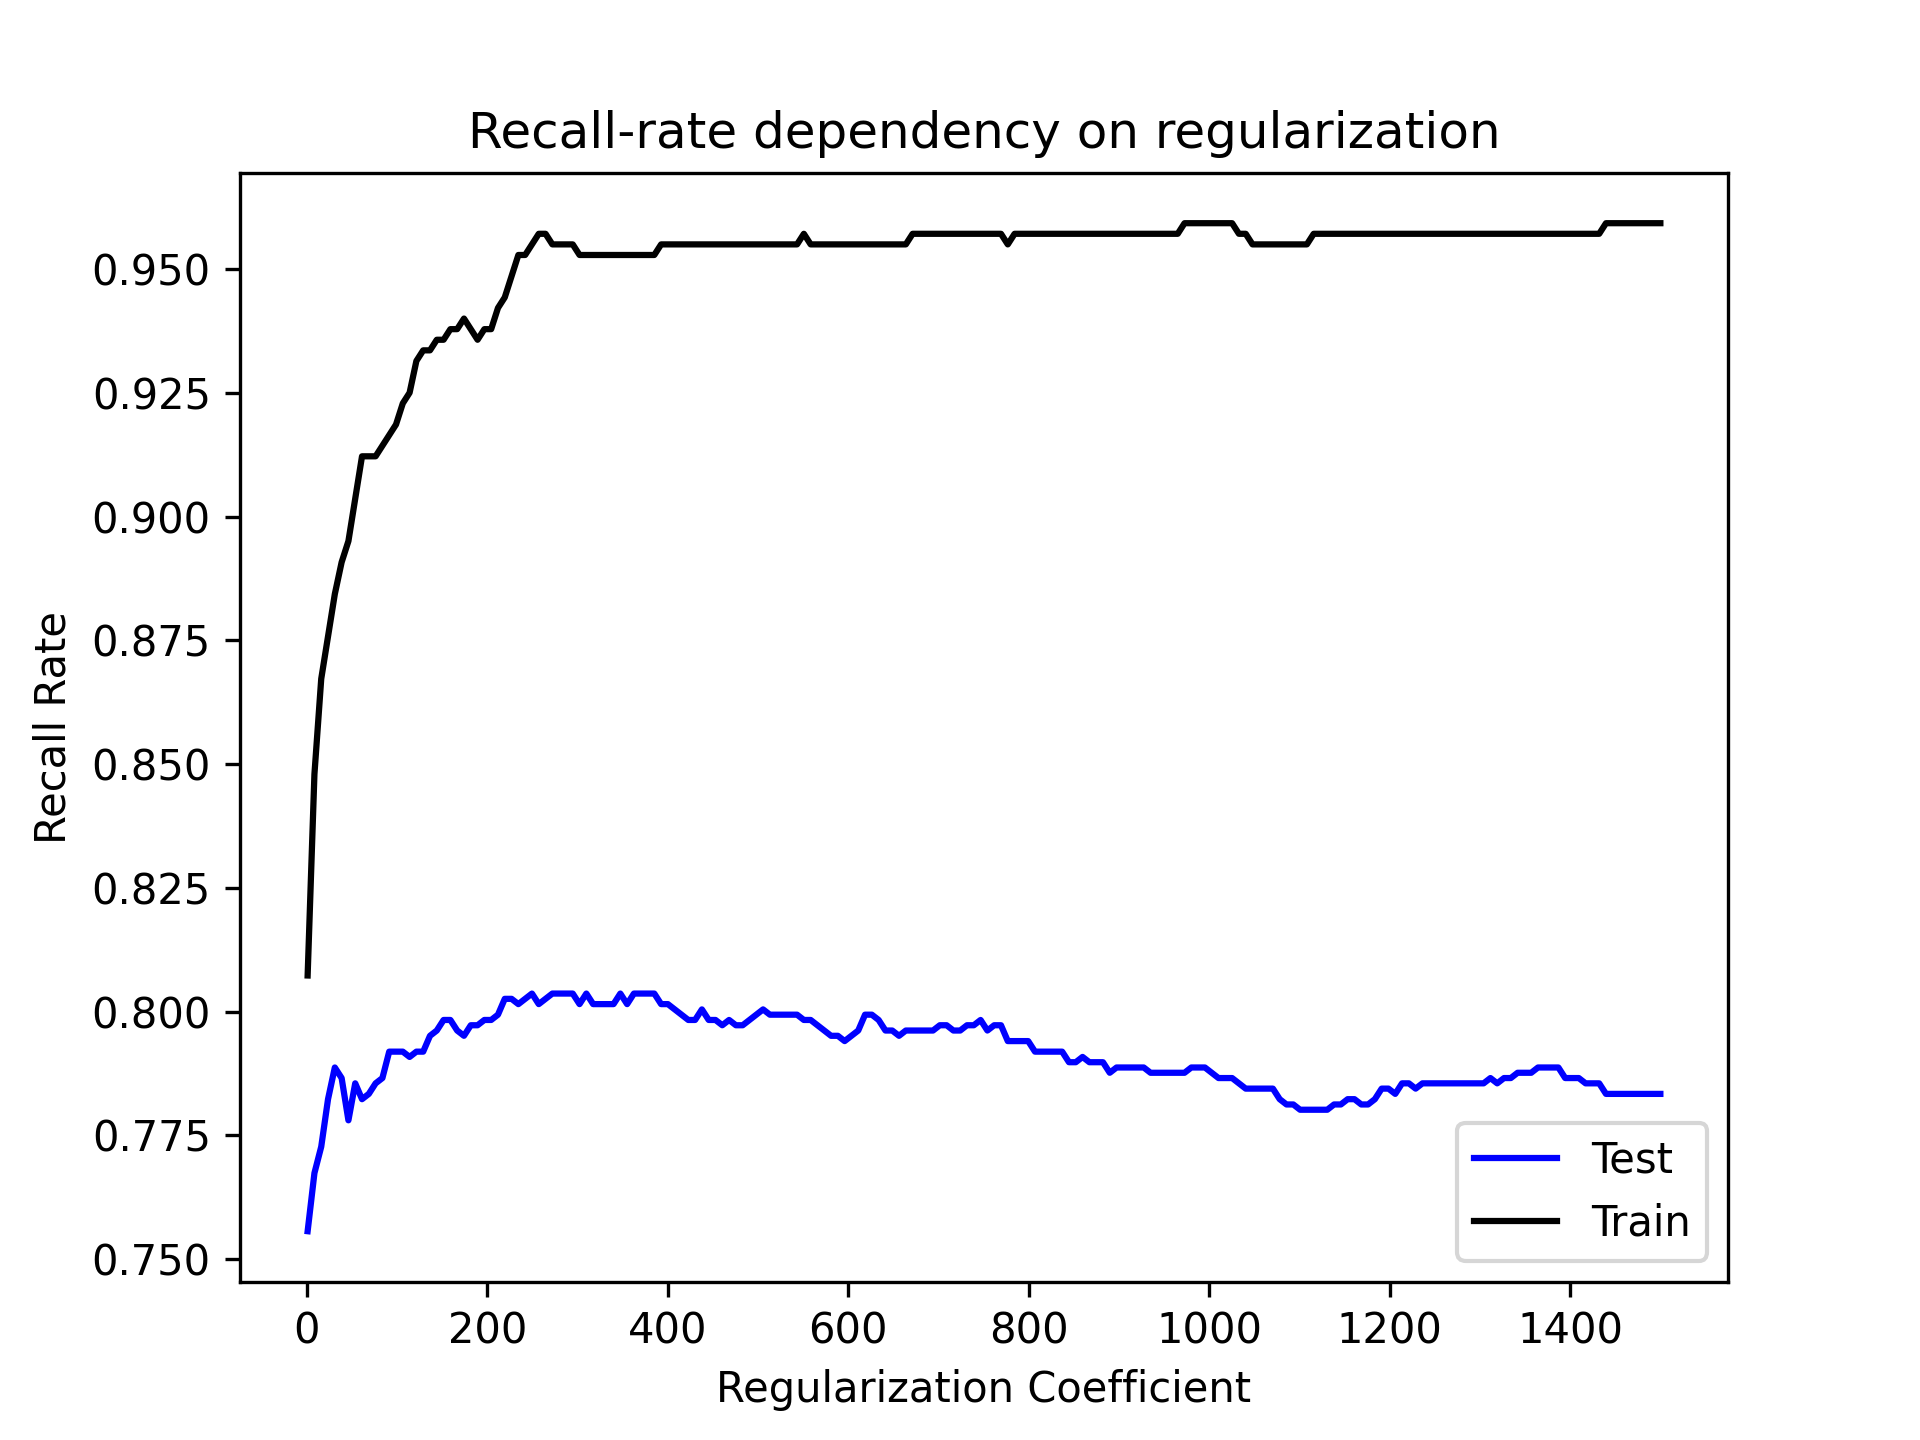 Recall-rate dependency on regularization
Recall Rate
0.950
0.925
0.900
0.875
0.850
0.825
0.800
0.775
0.750
0 200 400 600 800 1000 1200 1400
Regularization Coefficient
Test
Train